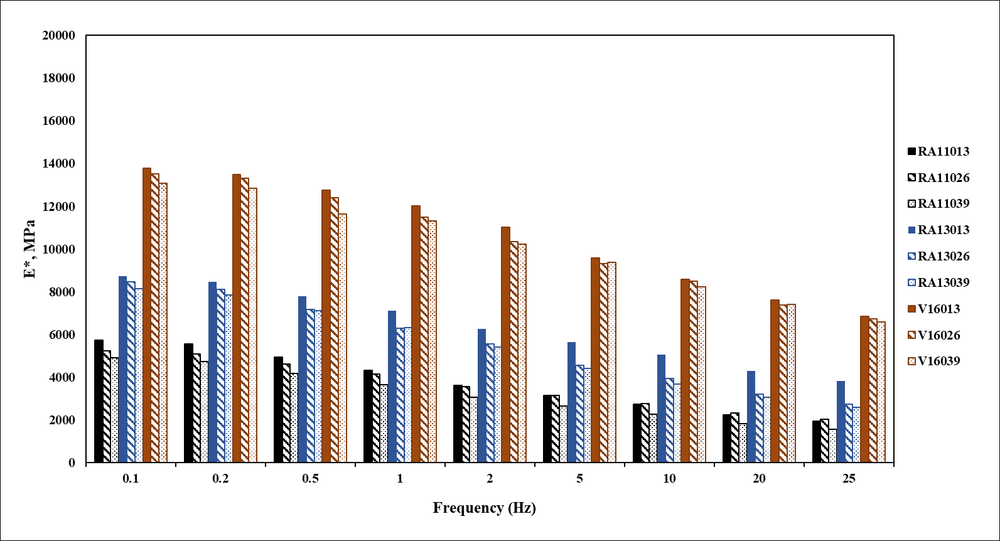 20000
18000
16000
14000
12000
10000
8000
6000
4000
2000
0
E*, MPa
0.1 0.2 0.5 1 2 5 10 20 25
Frequency (Hz)
RA11013
RA11026
RA11039
RA13013
RA13026
RA13039
V16013
V16026
V16039